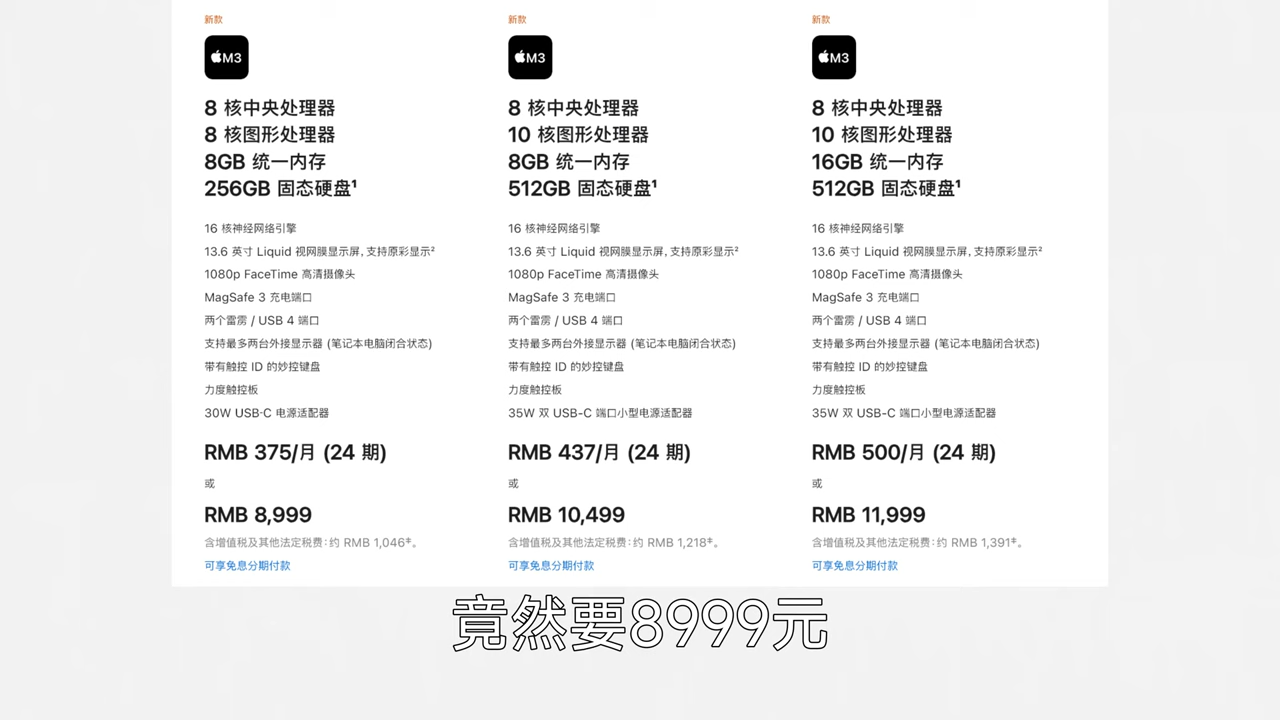 新款
M3
8 核中央处理器
8 核图形处理器
8GB 统一内存
256GB 固态硬盘¹
16 核神经网络引擎
13.6 英寸 Liquid 视网膜显示屏，支持原彩显示²
1080p FaceTime 高清摄像头
MagSafe 3 充电端口
两个雷雳 / USB 4 端口
支持最多两台外接显示器 (笔记本电脑闭合状态)
带有触控 ID 的妙控键盘
力度触控板
30W USB-C 电源适配器
RMB 375/月 (24 期)
或
RMB 8,999
含增值税及其他法定税费：约 RMB 1,046‡。
可享免息分期付款
新款
M3
8 核中央处理器
10 核图形处理器
8GB 统一内存
512GB 固态硬盘¹
16 核神经网络引擎
13.6 英寸 Liquid 视网膜显示屏，支持原彩显示²
1080p FaceTime 高清摄像头
MagSafe 3 充电端口
两个雷雳 / USB 4 端口
支持最多两台外接显示器 (笔记本电脑闭合状态)
带有触控 ID 的妙控键盘
力度触控板
35W 双 USB-C 端口小型电源适配器
RMB 437/月 (24 期)
或
RMB 10,499
含增值税及其他法定税费：约 RMB 1,218‡。
可享免息分期付款
新款
M3
8 核中央处理器
10 核图形处理器
16GB 统一内存
512GB 固态硬盘¹
16 核神经网络引擎
13.6 英寸 Liquid 视网膜显示屏，支持原彩显示²
1080p FaceTime 高清摄像头
MagSafe 3 充电端口
两个雷雳 / USB 4 端口
支持最多两台外接显示器 (笔记本电脑闭合状态)
带有触控 ID 的妙控键盘
力度触控板
35W 双 USB-C 端口小型电源适配器
RMB 500/月 (24 期)
或
RMB 11,999
含增值税及其他法定税费：约 RMB 1,391‡。
可享免息分期付款
竟然要8999元